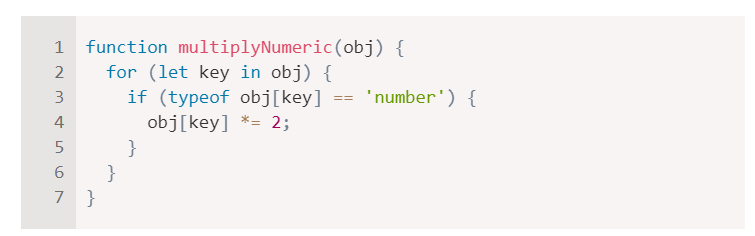 1 function multiplyNumeric(obj) {
2   for (let key in obj) {
3     if (typeof obj[key] == 'number') {
4       obj[key] *= 2;
5     }
6   }
7 }